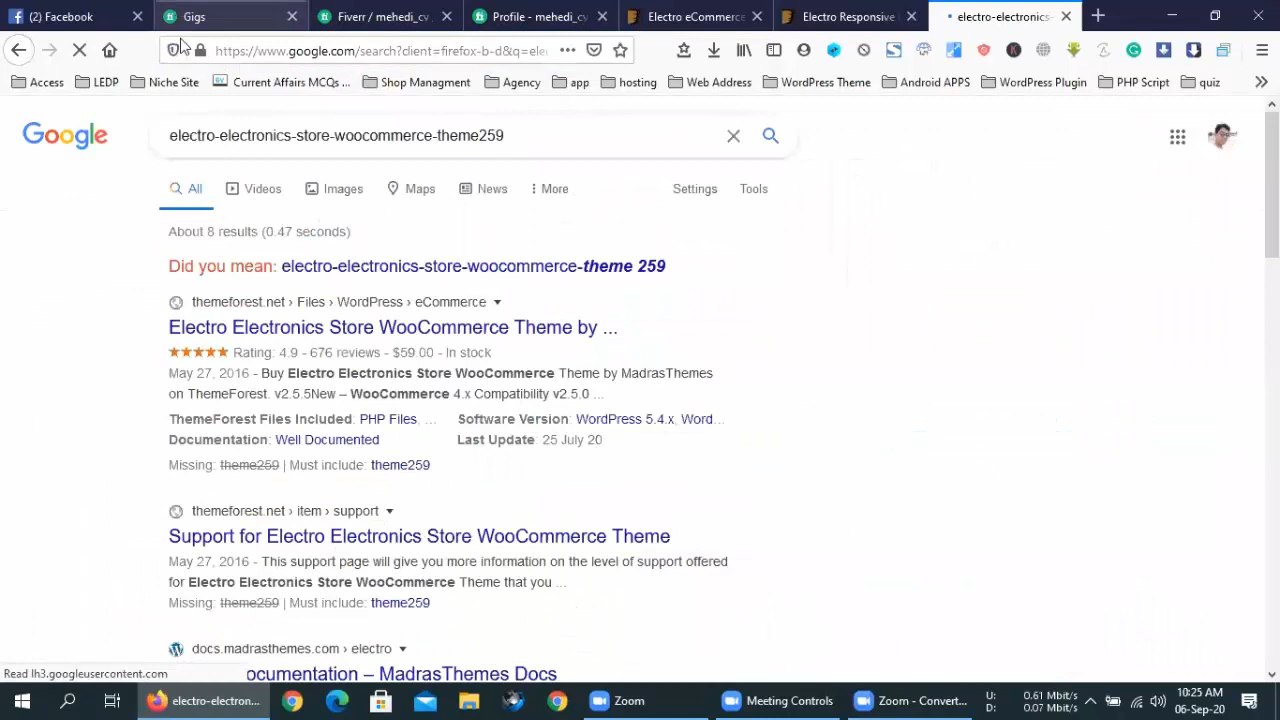 Facebook
Gigs
Fiverr / mehedi_cv
Profile - mehedi_cv
Electro eCommerce
Electro Responsive
electro-electronics-
https://www.google.com/search?client=firefox-b-d&q=ele
Access
LEDP
Niche Site
Current Affairs MCQs ...
Shop Managment
Agency
app
hosting
Web Address
WordPress Theme
Android APPS
WordPress Plugin
PHP Script
quiz
Google
electro-electronics-store-woocommerce-theme259
All
Videos
Images
Maps
News
More
Settings
Tools
About 8 results (0.47 seconds)
Did you mean: electro-electronics-store-woocommerce-theme 259
themeforest.net › Files › WordPress › eCommerce
Electro Electronics Store WooCommerce Theme by ...
Rating: 4.9 - 676 reviews - $59.00 - In stock
May 27, 2016 - Buy Electro Electronics Store WooCommerce Theme by MadrasThemes
on ThemeForest. v2.5.5New – WooCommerce 4.x Compatibility v2.5.0 ...
ThemeForest Files Included: PHP Files, ...
Software Version: WordPress 5.4.x, Word...
Documentation: Well Documented
Last Update: 25 July 20
Missing: theme259 | Must include: theme259
themeforest.net › item › support
Support for Electro Electronics Store WooCommerce Theme
May 27, 2016 - This support page will give you more information on the level of support offered
for Electro Electronics Store WooCommerce Theme that you ...
Missing: theme259 | Must include: theme259
docs.madrasthemes.com › electro
ocumentation – MadrasThemes Docs
Read lh3.googleusercontent.com
electro-electron...
Zoom
Meeting Controls
Zoom - Convert...
U: 0.61 Mbit/s
D: 0.07 Mbit/s
10:25 AM
06-Sep-20